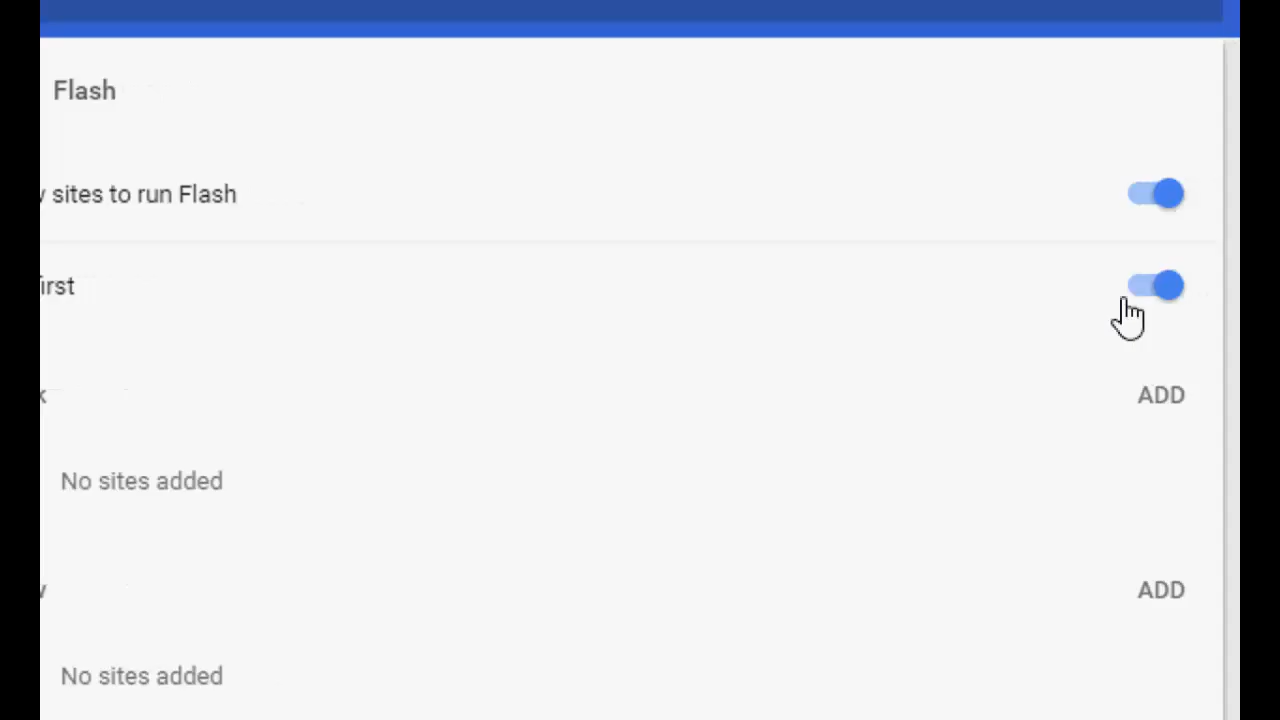 Flash
sites to run Flash
irst
ADD
No sites added
ADD
No sites added